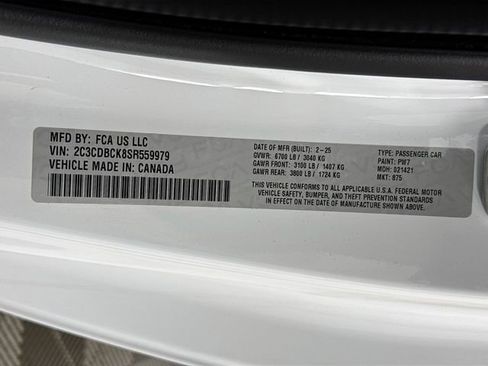 MFD BY: FCA US LLC
VIN: 2C3CDBCK8SR559979
VEHICLE MADE IN: CANADA
DATE OF MFR (BUILT): 2-25
GVWR: 6700 LB / 3040 KG
GAWR FRONT: 3100 LB / 1407 KG
GAWR REAR: 3800 LB / 1724 KG
TYPE: PASSENGER CAR
PAINT: PW7
MDH: 021421
MKT: 875
THIS VEHICLE CONFORMS TO ALL APPLICABLE U.S.A. FEDERAL MOTOR
VEHICLE SAFETY, BUMPER, AND THEFT PREVENTION STANDARDS
IN EFFECT ON THE DATE OF MANUFACTURE SHOWN ABOVE.